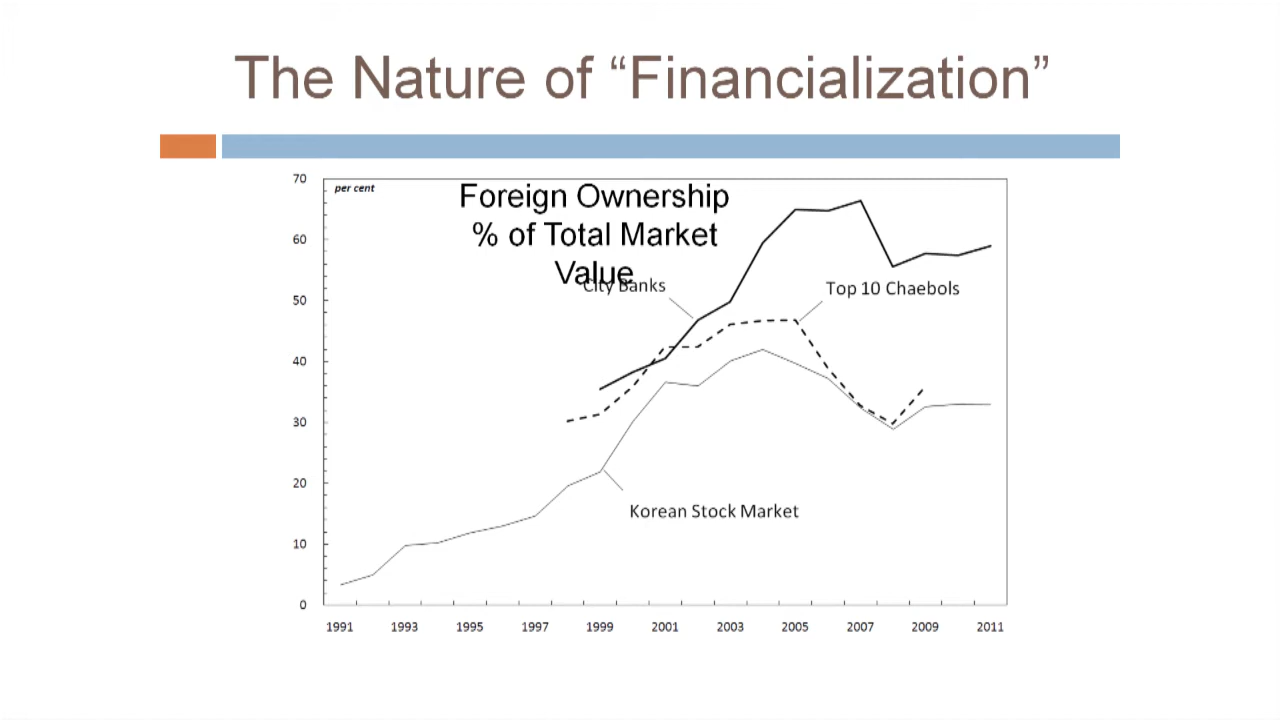 The Nature of “Financialization”
70
per cent
Foreign Ownership
% of Total Market
Value
60
City Banks
Top 10 Chaebols
50
40
30
20
Korean Stock Market
10
0
1991 1993 1995 1997 1999 2001 2003 2005 2007 2009 2011